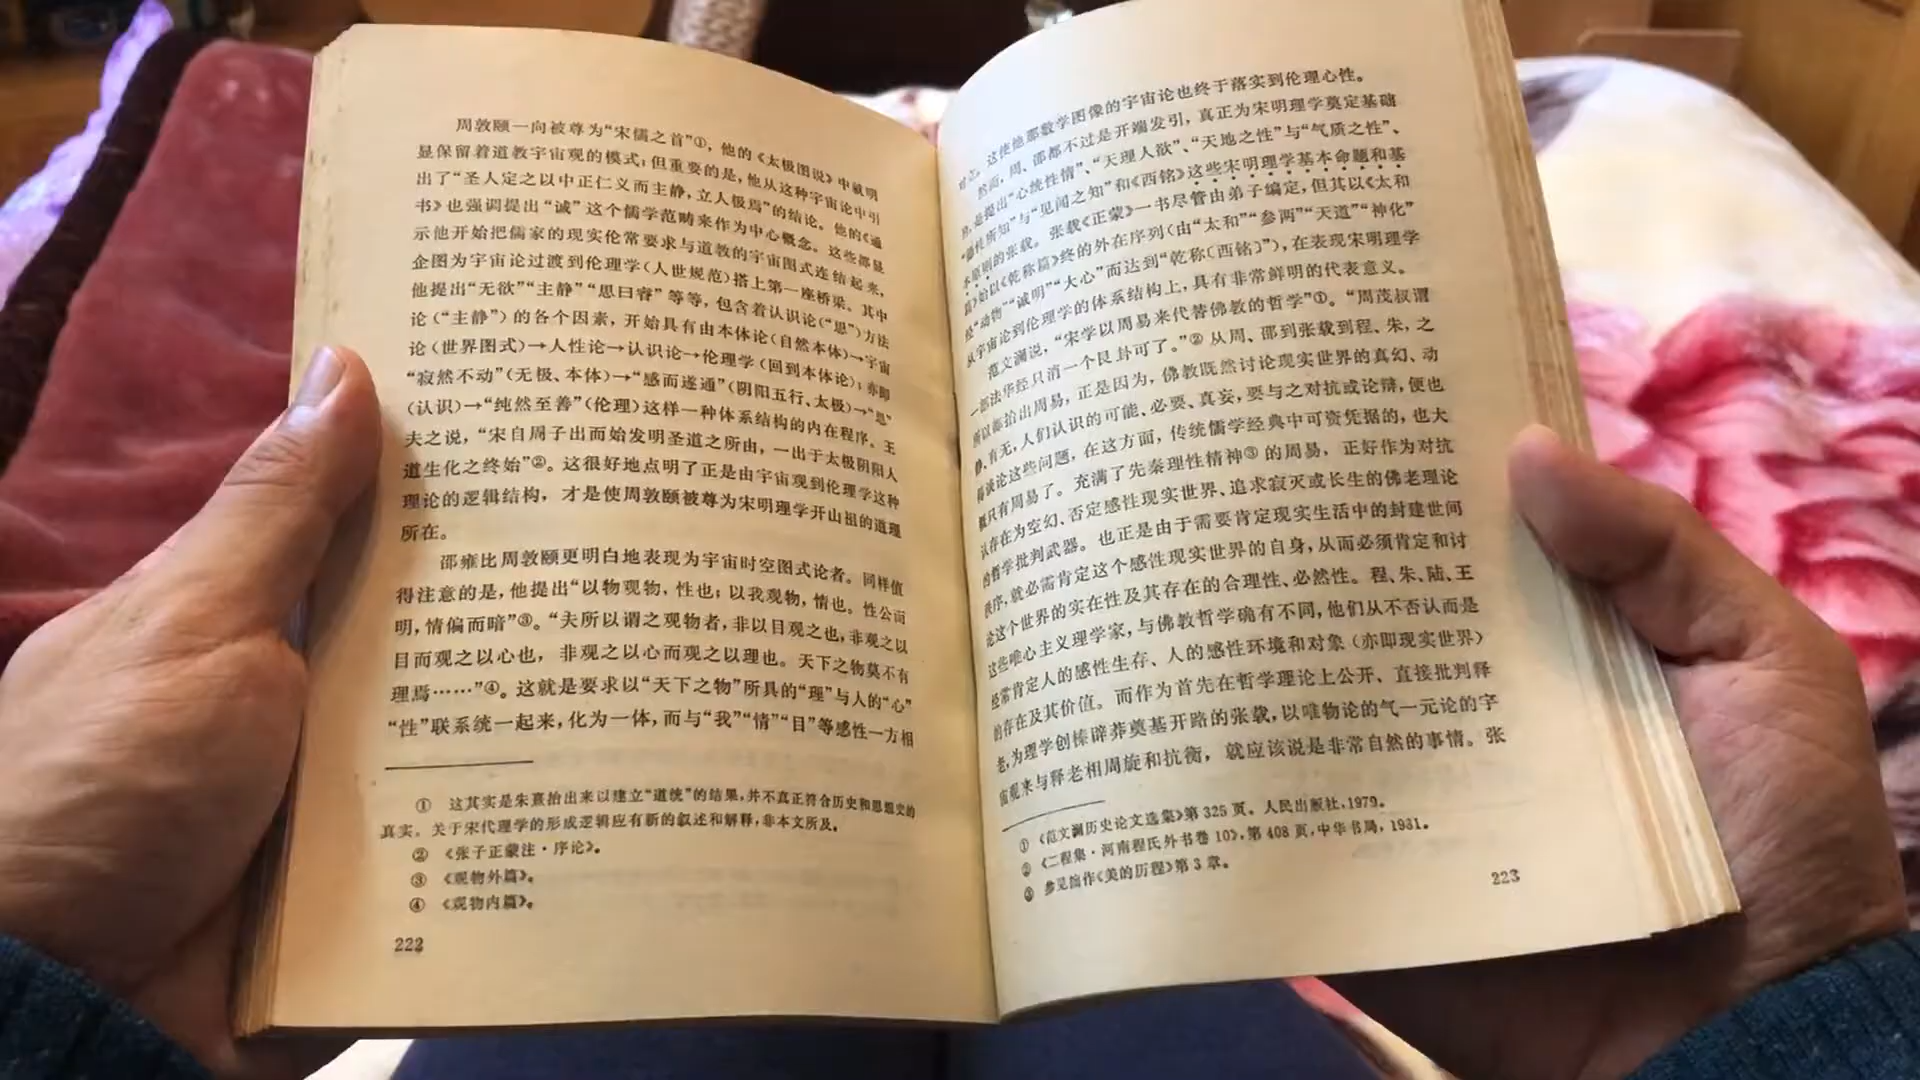 周敦颐一向被尊为“宋儒之首”①，他的《太极图说》中就明
显保留着道教宇宙观的模式；但重要的是，他从这种宇宙论中引
出了“圣人定之以中正仁义而主静，立人极焉”的结论。他的《通
书》也强调提出“诚”这个儒学范畴来作为中心概念。这些都显
示他开始把儒家的现实伦常要求与道教的宇宙图式连结起来，
企图为宇宙论过渡到伦理学（人世规范）搭上第一座桥梁。其中
他提出“无欲”“主静”“思曰睿”等等，包含着认识论（“思”）方法
论（“主静”）的各个因素，开始具有由本体论（自然本体）→宇宙
论（世界图式）→人性论→认识论→伦理学（回到本体论）；亦即
“寂然不动”（无极、本体）→“感而遂通”（阴阳五行、太极）→“思”
（认识）→“纯然至善”（伦理）这样一种体系结构的内在程序。王
夫之说，“宋自周子出而始发明圣道之所由，一出于太极阴阳人
道生化之终始”②。这很好地点明了正是由宇宙观到伦理学这种
理论的逻辑结构，才是使周敦颐被尊为宋明理学开山祖的道理
所在。
邵雍比周敦颐更明白地表现为宇宙时空图式论者。同样值
得注意的是，他提出“以物观物，性也；以我观物，情也。性公而
明，情偏而暗”③。“夫所以谓之观物者，非以目观之也，非观之以
目而观之以心也，非观之以心而观之以理也。天下之物莫不有
理焉……”④。这就是要求以“天下之物”所具的“理”与人的“心”
“性”联系统一起来，化为一体，而与“我”“情”“目”等感性一方相
① 这其实是朱熹抬出来以建立“道统”的结果，并不真正符合历史和思想史的
真实。关于宋代理学的形成逻辑应有新的叙述和解释，非本文所及。
② 《张子正蒙注·序论》。
③ 《观物外篇》。
④ 《观物内篇》。
222
这使他那数学图像的宇宙论也终于落实到伦理心性。
然而，周、邵都不过是开端发引，真正为宋明理学奠定基础
的，是提出“心统性情”、“天理人欲”、“天地之性”与“气质之性”、
“德性所知”与“见闻之知”和《西铭》这些宋明理学基本命题和基
本原则的张载。张载《正蒙》一书尽管由弟子编定，但其以《太和
篇》始以《乾称篇》终的外在序列（由“太和”“参两”“天道”“神化”
经“动物”“诚明”“大心”而达到“乾称〔西铭〕”），在表现宋明理学
从宇宙论到伦理学的体系结构上，具有非常鲜明的代表意义。
范文澜说，“宋学以周易来代替佛教的哲学”①。“周茂叔谓
一部法华经只消一个艮卦可了。”②从周、邵到张载到程、朱，之
所以都抬出周易，正是因为，佛教既然讨论现实世界的真幻、动
静、有无，人们认识的可能、必要、真妄，要与之对抗或论辩，便也
得谈论这些问题，在这方面，传统儒学经典中可资凭据的，也大
概只有周易了。充满了先秦理性精神③的周易，正好作为对抗
认存在为空幻、否定感性现实世界、追求寂灭或长生的佛老理论
的哲学批判武器。也正是由于需要肯定现实生活中的封建世间
秩序，就必需肯定这个感性现实世界的自身，从而必须肯定和讨
论这个世界的实在性及其存在的合理性、必然性。程、朱、陆、王
这些唯心主义理学家，与佛教哲学确有不同，他们从不否认而是
经常肯定人的感性生存、人的感性环境和对象（亦即现实世界）
的存在及其价值。而作为首先在哲学理论上公开、直接批判释
老，为理学创榛辟莽奠基开路的张载，以唯物论的气一元论的宇
宙观来与释老相周旋和抗衡，就应该说是非常自然的事情。张
① 《范文澜历史论文选集》第 325 页。人民出版社，1979。
② 《二程集·河南程氏外书卷 10》，第 408 页，中华书局，1981。
③ 参见拙作《美的历程》第 3 章。
223